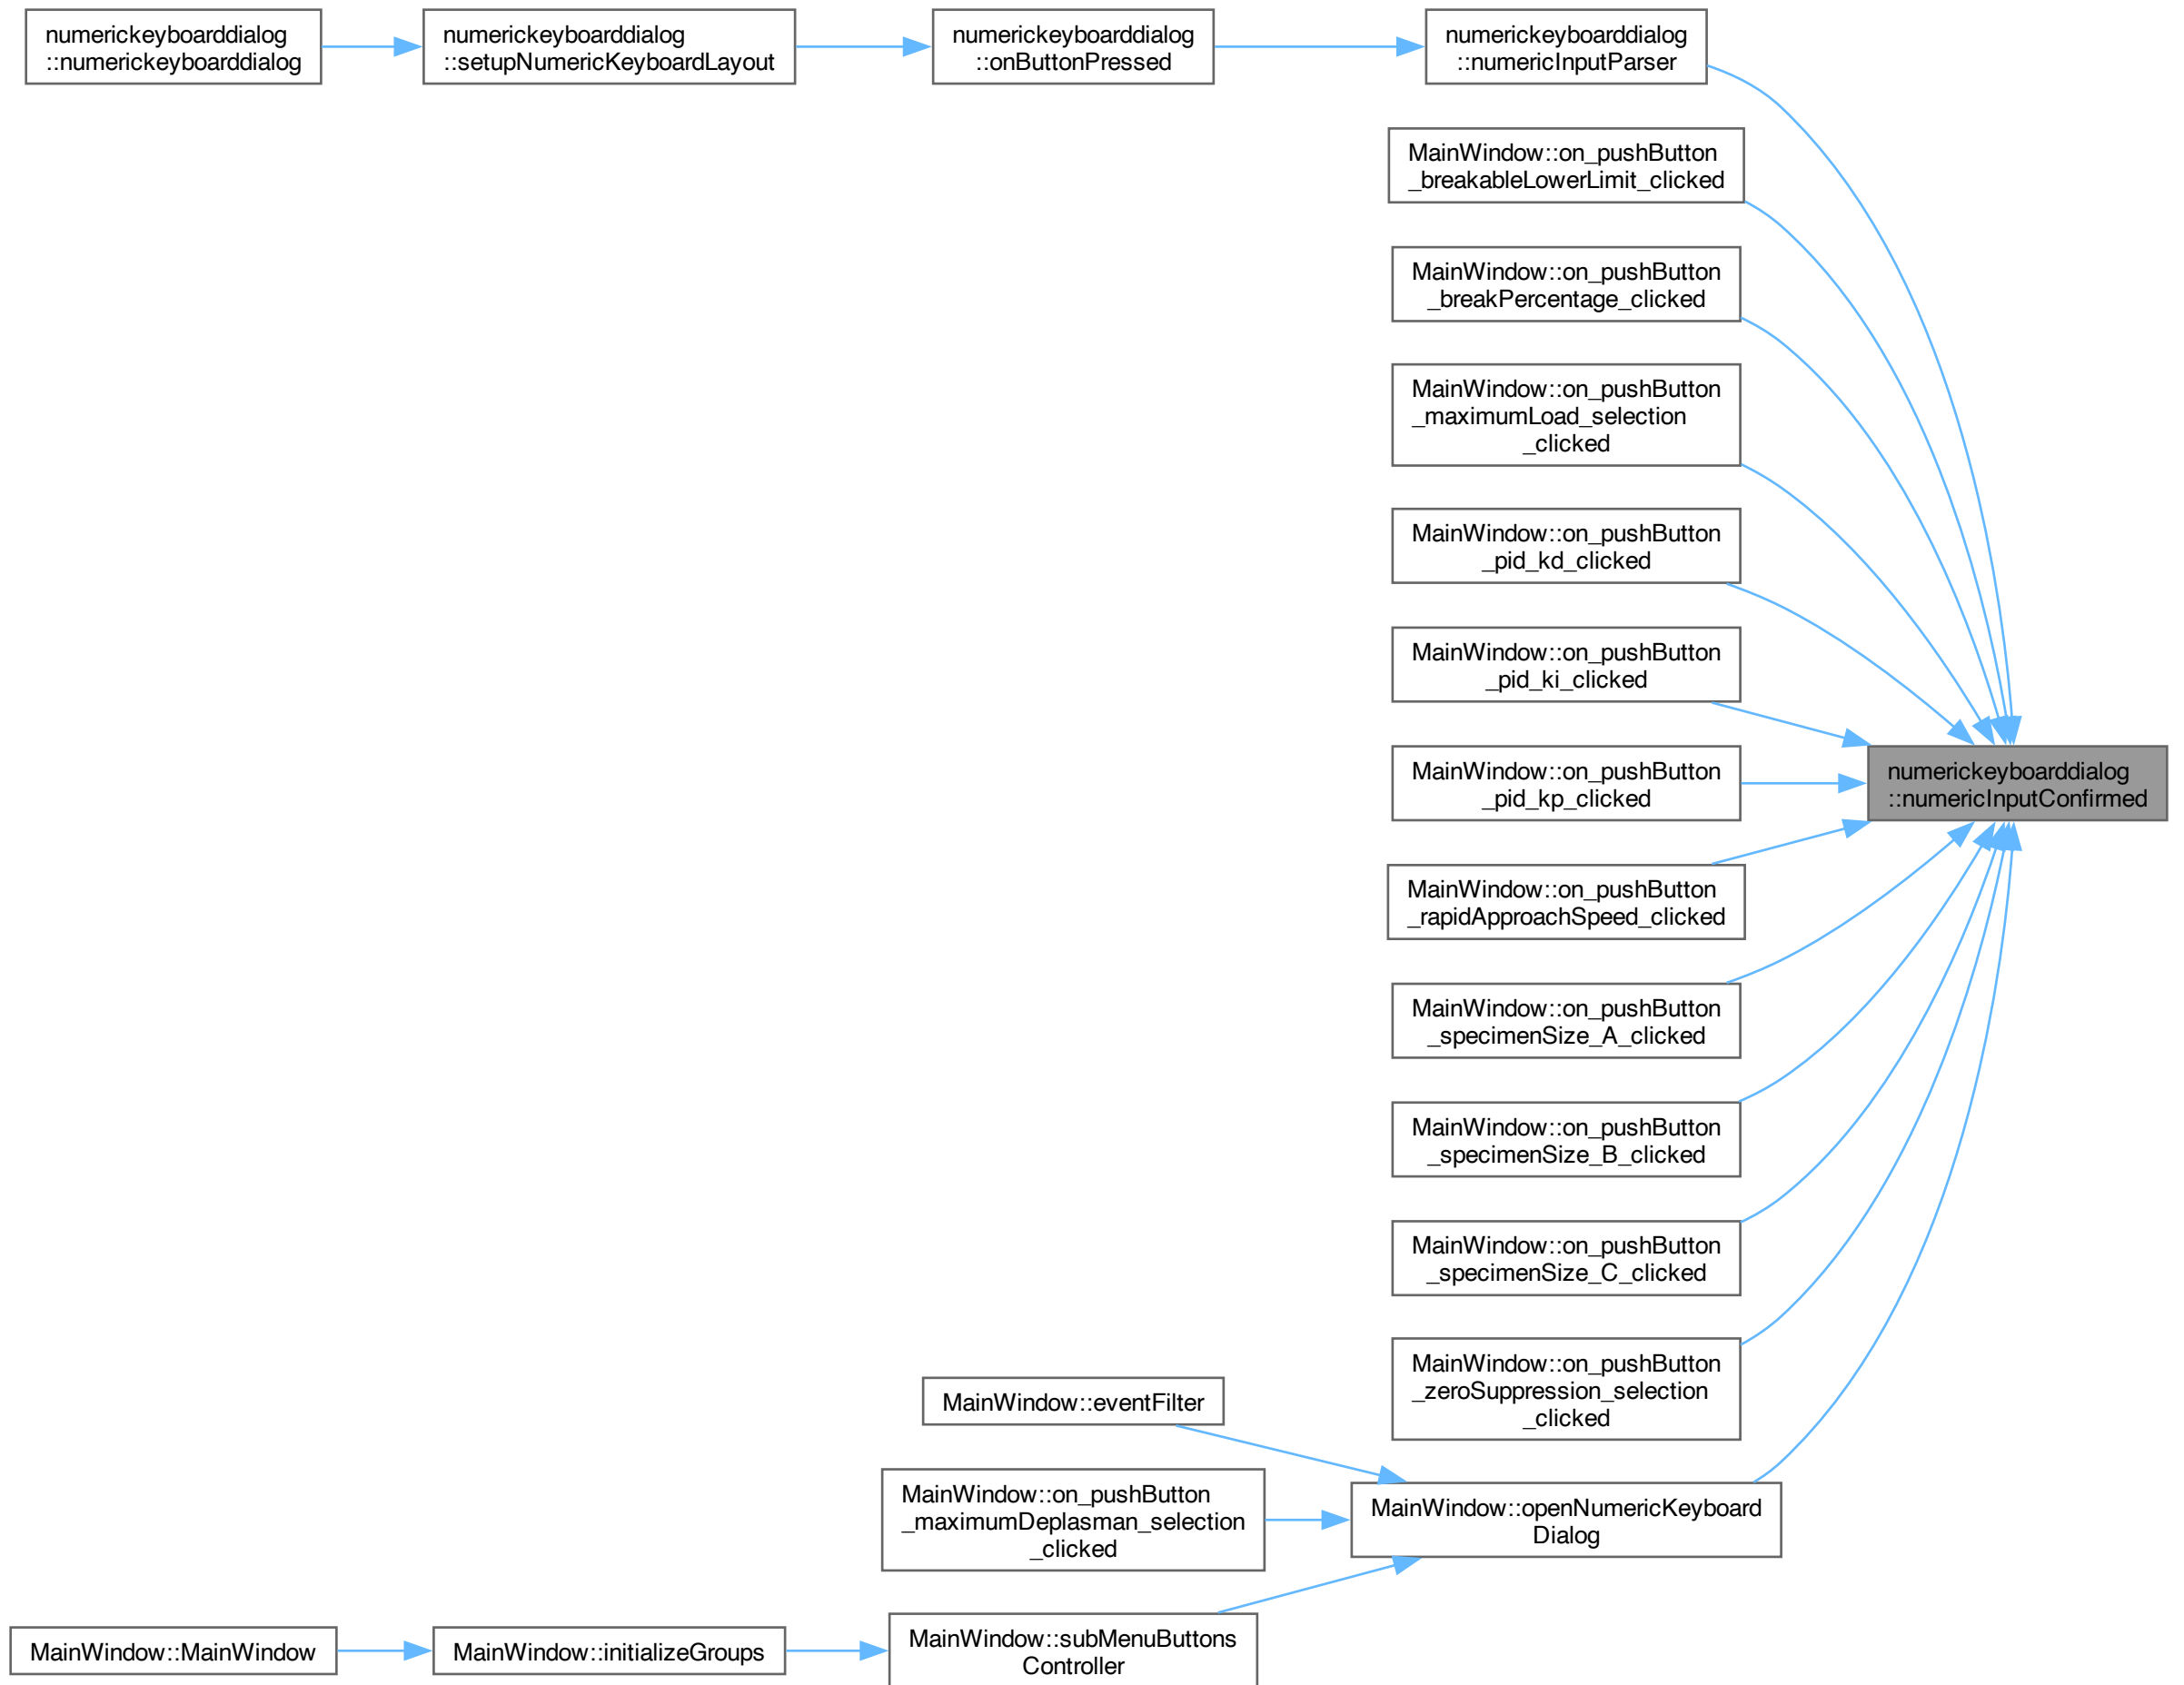 numerickeyboarddialog
::numerickeyboarddialog
numerickeyboarddialog
::setupNumericKeyboardLayout
numerickeyboarddialog
::onButtonPressed
numerickeyboarddialog
::numericInputParser
MainWindow::on_pushButton
_breakableLowerLimit_clicked
MainWindow::on_pushButton
_breakPercentage_clicked
MainWindow::on_pushButton
_maximumLoad_selection
_clicked
MainWindow::on_pushButton
_pid_kd_clicked
MainWindow::on_pushButton
_pid_ki_clicked
MainWindow::on_pushButton
_pid_kp_clicked
numerickeyboarddialog
::numericInputConfirmed
MainWindow::on_pushButton
_rapidApproachSpeed_clicked
MainWindow::on_pushButton
_specimenSize_A_clicked
MainWindow::on_pushButton
_specimenSize_B_clicked
MainWindow::on_pushButton
_specimenSize_C_clicked
MainWindow::on_pushButton
_zeroSuppression_selection
_clicked
MainWindow::eventFilter
MainWindow::on_pushButton
_maximumDeplasman_selection
_clicked
MainWindow::openNumericKeyboard
Dialog
MainWindow::MainWindow
MainWindow::initializeGroups
MainWindow::subMenuButtons
Controller